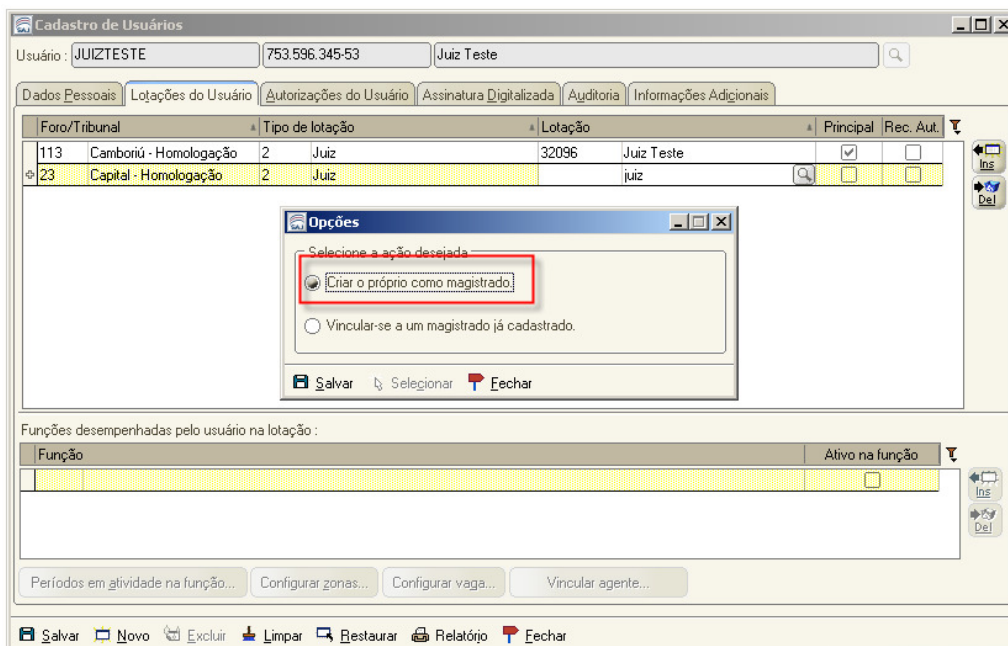 Cadastro de Usuários
Usuário : JUIZTESTE 753.596.345-53 Juiz Teste
Dados Pessoais Lotações do Usuário Autorizações do Usuário Assinatura Digitalizada Auditoria Informações Adicionais
Foro/Tribunal Tipo de lotação Lotação Principal Rec. Aut.
113 Camboriú - Homologação 2 Juiz 32096 Juiz Teste
Ins
23 Capital - Homologação 2 Juiz juiz
Del
Opções
Selecione a ação desejada
Criar o próprio como magistrado.
Vincular-se a um magistrado já cadastrado.
Salvar Selecionar Fechar
Funções desempenhadas pelo usuário na lotação :
Função Ativo na função
Ins
Del
Períodos em atividade na função... Configurar zonas... Configurar vaga... Vincular agente...
Salvar Novo Excluir Limpar Restaurar Relatório Fechar